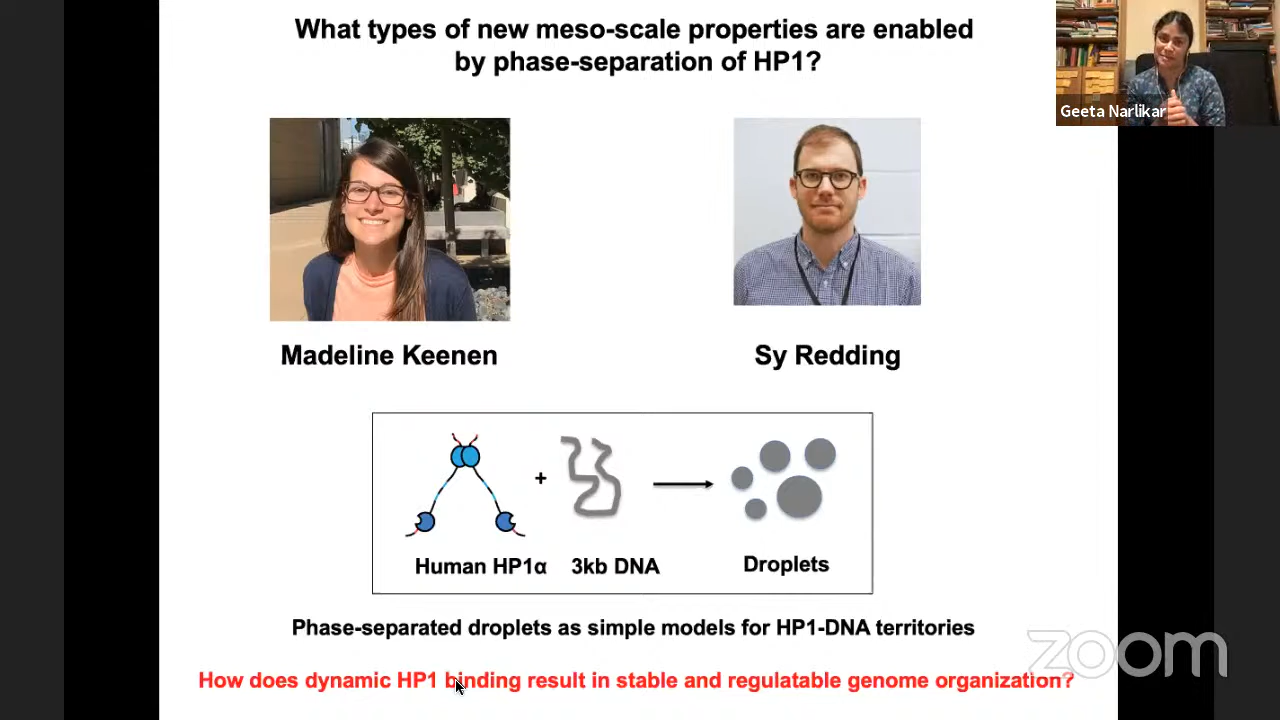 What types of new meso-scale properties are enabled
by phase-separation of HP1?
Geeta Narlikar
Madeline Keenen
Sy Redding
+
Human HP1α
3kb DNA
Droplets
Phase-separated droplets as simple models for HP1-DNA territories
zoom
How does dynamic HP1 binding result in stable and regulatable genome organization?